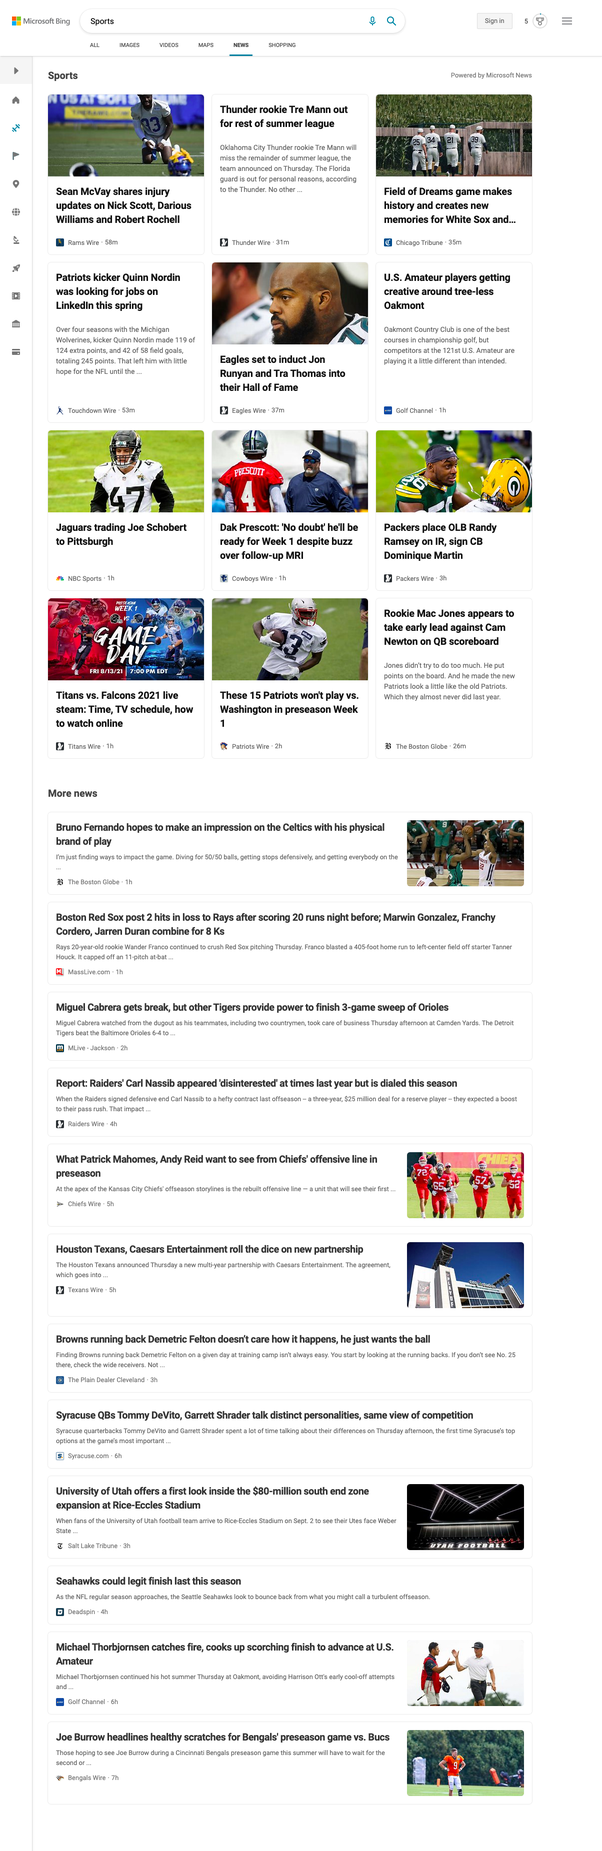 Microsoft Bing
Sports
Sign in
5
ALL
IMAGES
VIDEOS
MAPS
NEWS
SHOPPING
Sports
Powered by Microsoft News
Sean McVay shares injury
updates on Nick Scott, Darious
Williams and Robert Rochell
Rams Wire · 58m
Thunder rookie Tre Mann out
for rest of summer league
Oklahoma City Thunder rookie Tre Mann will
miss the remainder of summer league, the
team announced on Thursday. The Florida
guard is out for personal reasons, according
to the Thunder. No other ...
Thunder Wire · 31m
Field of Dreams game makes
history and creates new
memories for White Sox and...
Chicago Tribune · 35m
Patriots kicker Quinn Nordin
was looking for jobs on
LinkedIn this spring
Over four seasons with the Michigan
Wolverines, kicker Quinn Nordin made 119 of
124 extra points, and 42 of 58 field goals,
totaling 245 points. That left him with little
hope for the NFL until the ...
Touchdown Wire · 53m
Eagles set to induct Jon
Runyan and Tra Thomas into
their Hall of Fame
Eagles Wire · 37m
U.S. Amateur players getting
creative around tree-less
Oakmont
Oakmont Country Club is one of the best
courses in championship golf, but
competitors at the 121st U.S. Amateur are
playing it a little different than intended.
Golf Channel · 1h
Jaguars trading Joe Schobert
to Pittsburgh
NBC Sports · 1h
PRESCOTT
4
Dak Prescott: 'No doubt' he'll be
ready for Week 1 despite buzz
over follow-up MRI
Cowboys Wire · 1h
Packers place OLB Randy
Ramsey on IR, sign CB
Dominique Martin
Packers Wire · 3h
WEEK 1
GAME
DAY
FRI 8/13/21 | 7:00 PM EDT
Titans vs. Falcons 2021 live
steam: Time, TV schedule, how
to watch online
Titans Wire · 1h
These 15 Patriots won't play vs.
Washington in preseason Week
1
Patriots Wire · 2h
Rookie Mac Jones appears to
take early lead against Cam
Newton on QB scoreboard
Jones didn't try to do too much. He put
points on the board. And he made the new
Patriots look a little like the old Patriots.
Which they almost never did last year.
The Boston Globe · 26m
More news
Bruno Fernando hopes to make an impression on the Celtics with his physical
brand of play
I'm just finding ways to impact the game. Diving for 50/50 balls, getting stops defensively, and getting everybody on the
...
The Boston Globe · 1h
Boston Red Sox post 2 hits in loss to Rays after scoring 20 runs night before; Marwin Gonzalez, Franchy
Cordero, Jarren Duran combine for 8 Ks
Rays 20-year-old rookie Wander Franco continued to crush Red Sox pitching Thursday. Franco blasted a 405-foot home run to left-center field off starter Tanner
Houck. It capped off an 11-pitch at-bat ...
MassLive.com · 1h
Miguel Cabrera gets break, but other Tigers provide power to finish 3-game sweep of Orioles
Miguel Cabrera watched from the dugout as his teammates, including two countrymen, took care of business Thursday afternoon at Camden Yards. The Detroit
Tigers beat the Baltimore Orioles 6-4 to ...
MLive - Jackson · 2h
Report: Raiders' Carl Nassib appeared 'disinterested' at times last year but is dialed this season
When the Raiders signed defensive end Carl Nassib to a hefty contract last offseason – a three-year, $25 million deal for a reserve player – they expected a boost
to their pass rush. That impact ...
Raiders Wire · 4h
What Patrick Mahomes, Andy Reid want to see from Chiefs' offensive line in
preseason
At the apex of the Kansas City Chiefs' offseason storylines is the rebuilt offensive line — a unit that will see their first ...
Chiefs Wire · 5h
Houston Texans, Caesars Entertainment roll the dice on new partnership
The Houston Texans announced Thursday a new multi-year partnership with Caesars Entertainment. The agreement,
which goes into ...
Texans Wire · 5h
Browns running back Demetric Felton doesn't care how it happens, he just wants the ball
Finding Browns running back Demetric Felton on a given day at training camp isn't always easy. You start by looking at the running backs. If you don't see No. 25
there, check the wide receivers. Not ...
The Plain Dealer Cleveland · 3h
Syracuse QBs Tommy DeVito, Garrett Shrader talk distinct personalities, same view of competition
Syracuse quarterbacks Tommy DeVito and Garrett Shrader spent a lot of time talking about their differences on Thursday afternoon, the first time Syracuse's top
options at the game's most important ...
Syracuse.com · 6h
University of Utah offers a first look inside the $80-million south end zone
expansion at Rice-Eccles Stadium
When fans of the University of Utah football team arrive to Rice-Eccles Stadium on Sept. 2 to see their Utes face Weber
State ...
Salt Lake Tribune · 3h
UTAH FOOTBALL
Seahawks could legit finish last this season
As the NFL regular season approaches, the Seattle Seahawks look to bounce back from what you might call a turbulent offseason.
Deadspin · 4h
Michael Thorbjornsen catches fire, cooks up scorching finish to advance at U.S.
Amateur
Michael Thorbjornsen continued his hot summer Thursday at Oakmont, avoiding Harrison Ott's early cool-off attempts
and ...
Golf Channel · 6h
Joe Burrow headlines healthy scratches for Bengals' preseason game vs. Bucs
Those hoping to see Joe Burrow during a Cincinnati Bengals preseason game this summer will have to wait for the
second or ...
Bengals Wire · 7h